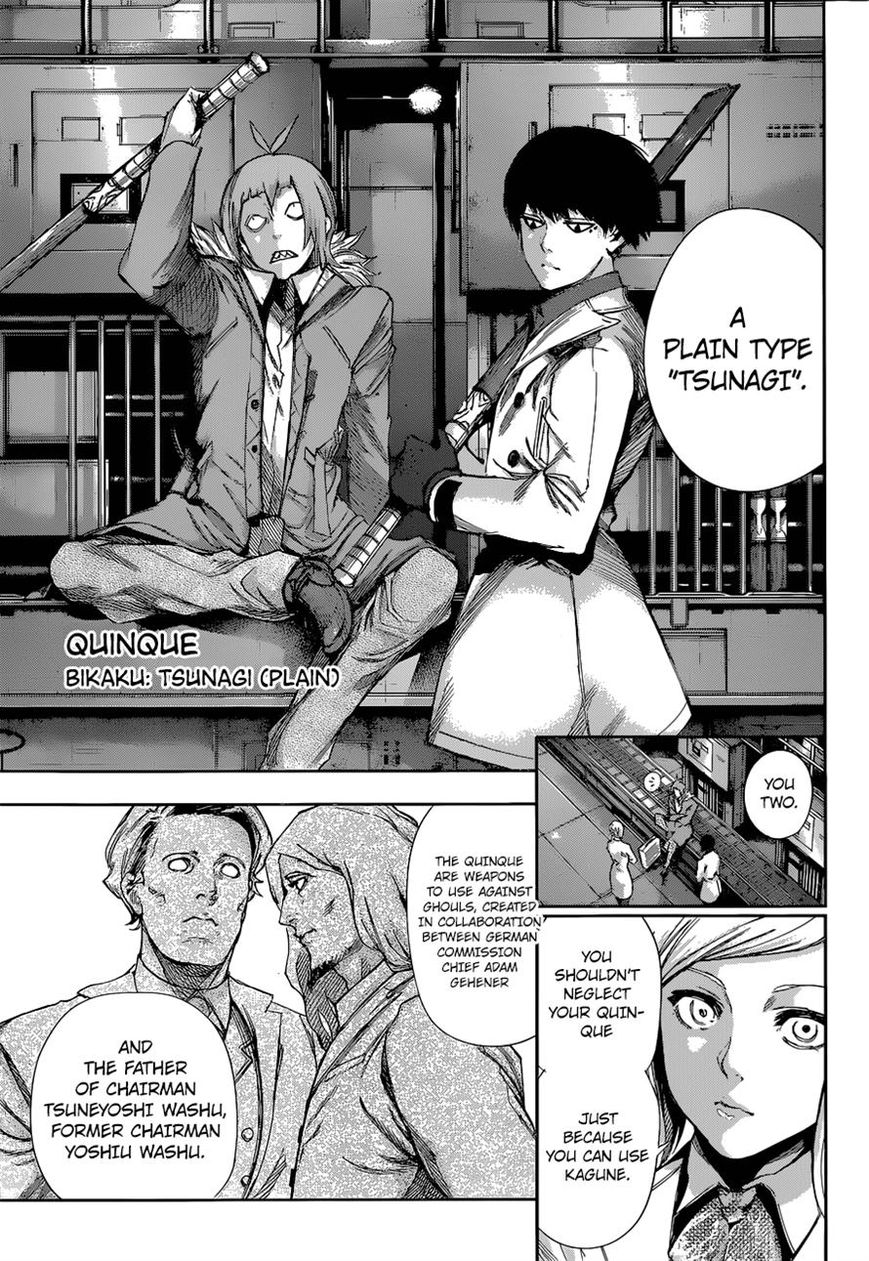 A
PLAIN TYPE
"TSUNAGI".
QUINQUE
BIKAKU: TSUNAGI (PLAIN)
YOU
TWO.
YOU
SHOULDN'T
NEGLECT
YOUR QUIN-
QUE
JUST
BECAUSE
YOU CAN USE
KAGUNE.
THE QUINQUE
ARE WEAPONS
TO USE AGAINST
GHOULS, CREATED
IN COLLABORATION
BETWEEN GERMAN
COMMISSION
CHIEF ADAM
GEHENER
AND
THE FATHER
OF CHAIRMAN
TSUNEYOSHI WASHU,
FORMER CHAIRMAN
YOSHIU WASHU.